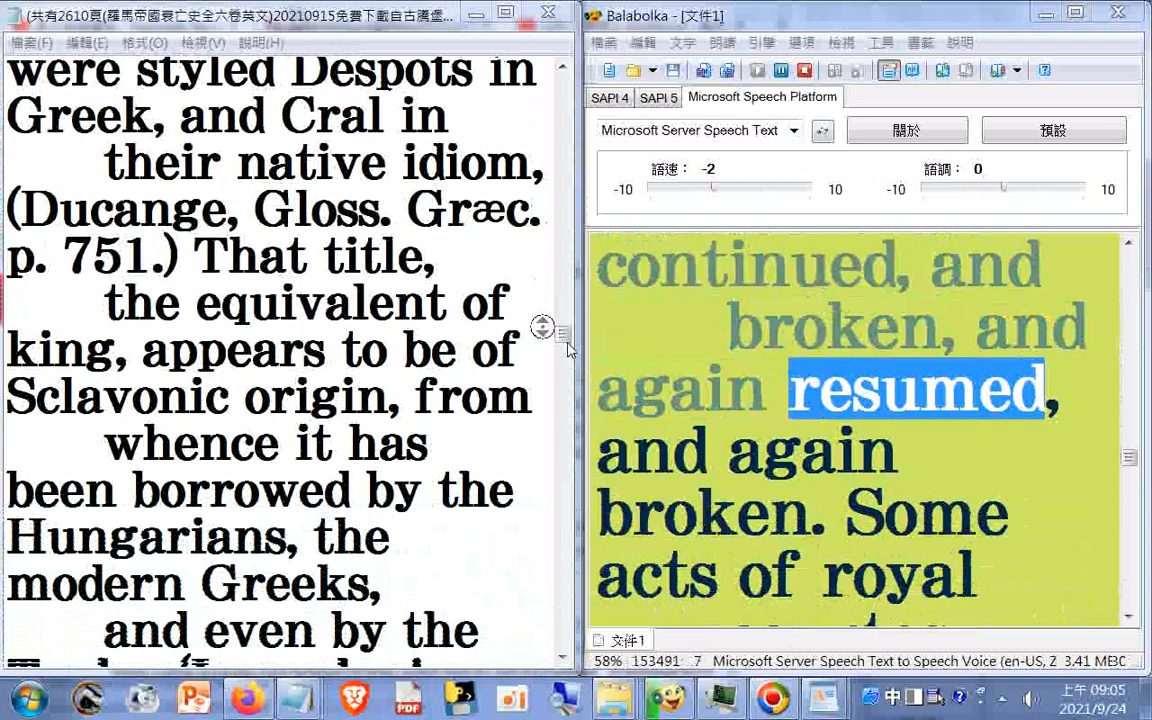 (共有2610頁(羅馬帝國衰亡史全六卷英文)20210915免費下載自古騰堡...
檔案(F) 編輯(E) 格式(O) 檢視(V) 說明(H)
were styled Despots in
Greek, and Cral in
their native idiom,
(Ducange, Gloss. Græc.
p. 751.) That title,
the equivalent of
king, appears to be of
Sclavonic origin, from
whence it has
been borrowed by the
Hungarians, the
modern Greeks,
and even by the
Balabolka - [文件1]
檔案 編輯 文字 朗讀 引擎 選項 檢視 工具 書籤 說明
SAPI 4 SAPI 5 Microsoft Speech Platform
Microsoft Server Speech Text
+?
關於
預設
語速： -2
語調： 0
-10 10 -10 10
continued, and
broken, and
again resumed,
and again
broken. Some
acts of royal
文件1
58% 153491: 7 Microsoft Server Speech Text to Speech Voice (en-US, Z 3.41 MB
中
上午 09:05
2021/9/24